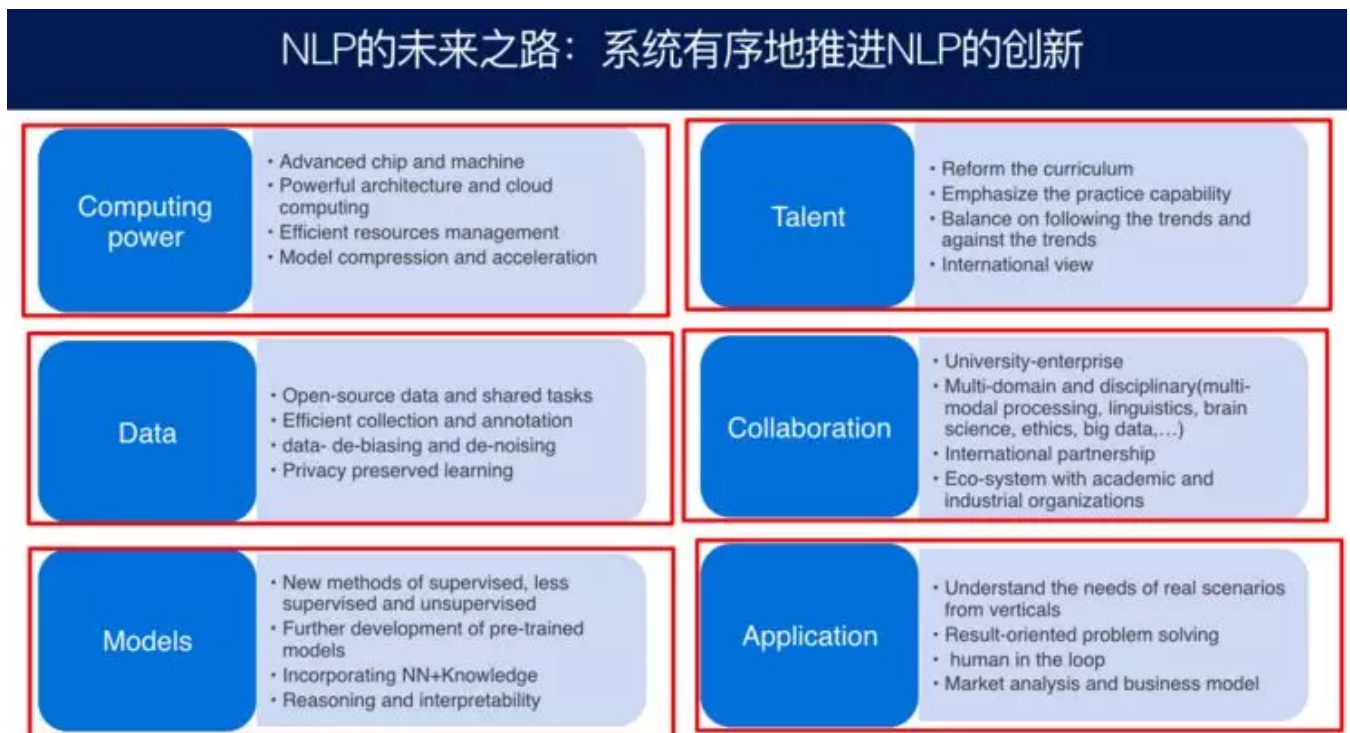 NLP的未来之路：系统有序地推进NLP的创新
Computing
power
• Advanced chip and machine
• Powerful architecture and cloud
computing
• Efficient resources management
• Model compression and acceleration
Talent
• Reform the curriculum
• Emphasize the practice capability
• Balance on following the trends and
against the trends
• International view
Data
• Open-source data and shared tasks
• Efficient collection and annotation
• data- de-biasing and de-noising
• Privacy preserved learning
Collaboration
• University-enterprise
• Multi-domain and disciplinary(multi-
modal processing, linguistics, brain
science, ethics, big data,…)
• International partnership
• Eco-system with academic and
industrial organizations
Models
• New methods of supervised, less
supervised and unsupervised
• Further development of pre-trained
models
• Incorporating NN+Knowledge
• Reasoning and interpretability
Application
• Understand the needs of real scenarios
from verticals
• Result-oriented problem solving
• human in the loop
• Market analysis and business model